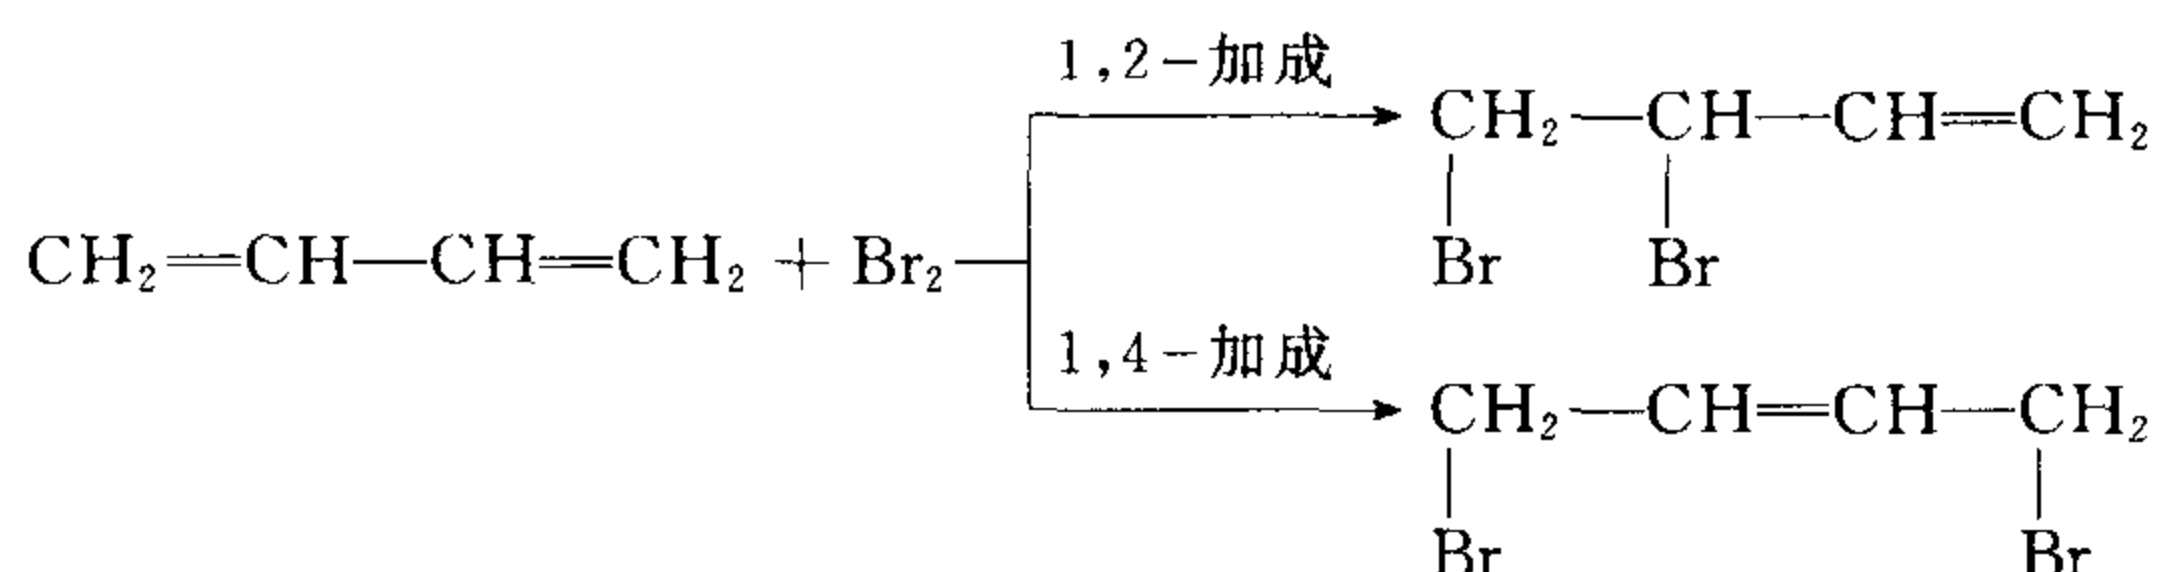 1,2-加成
CH₂—CH—CH=CH₂
Br Br
CH₂=CH—CH=CH₂ + Br₂
1,4-加成
CH₂—CH=CH—CH₂
Br Br